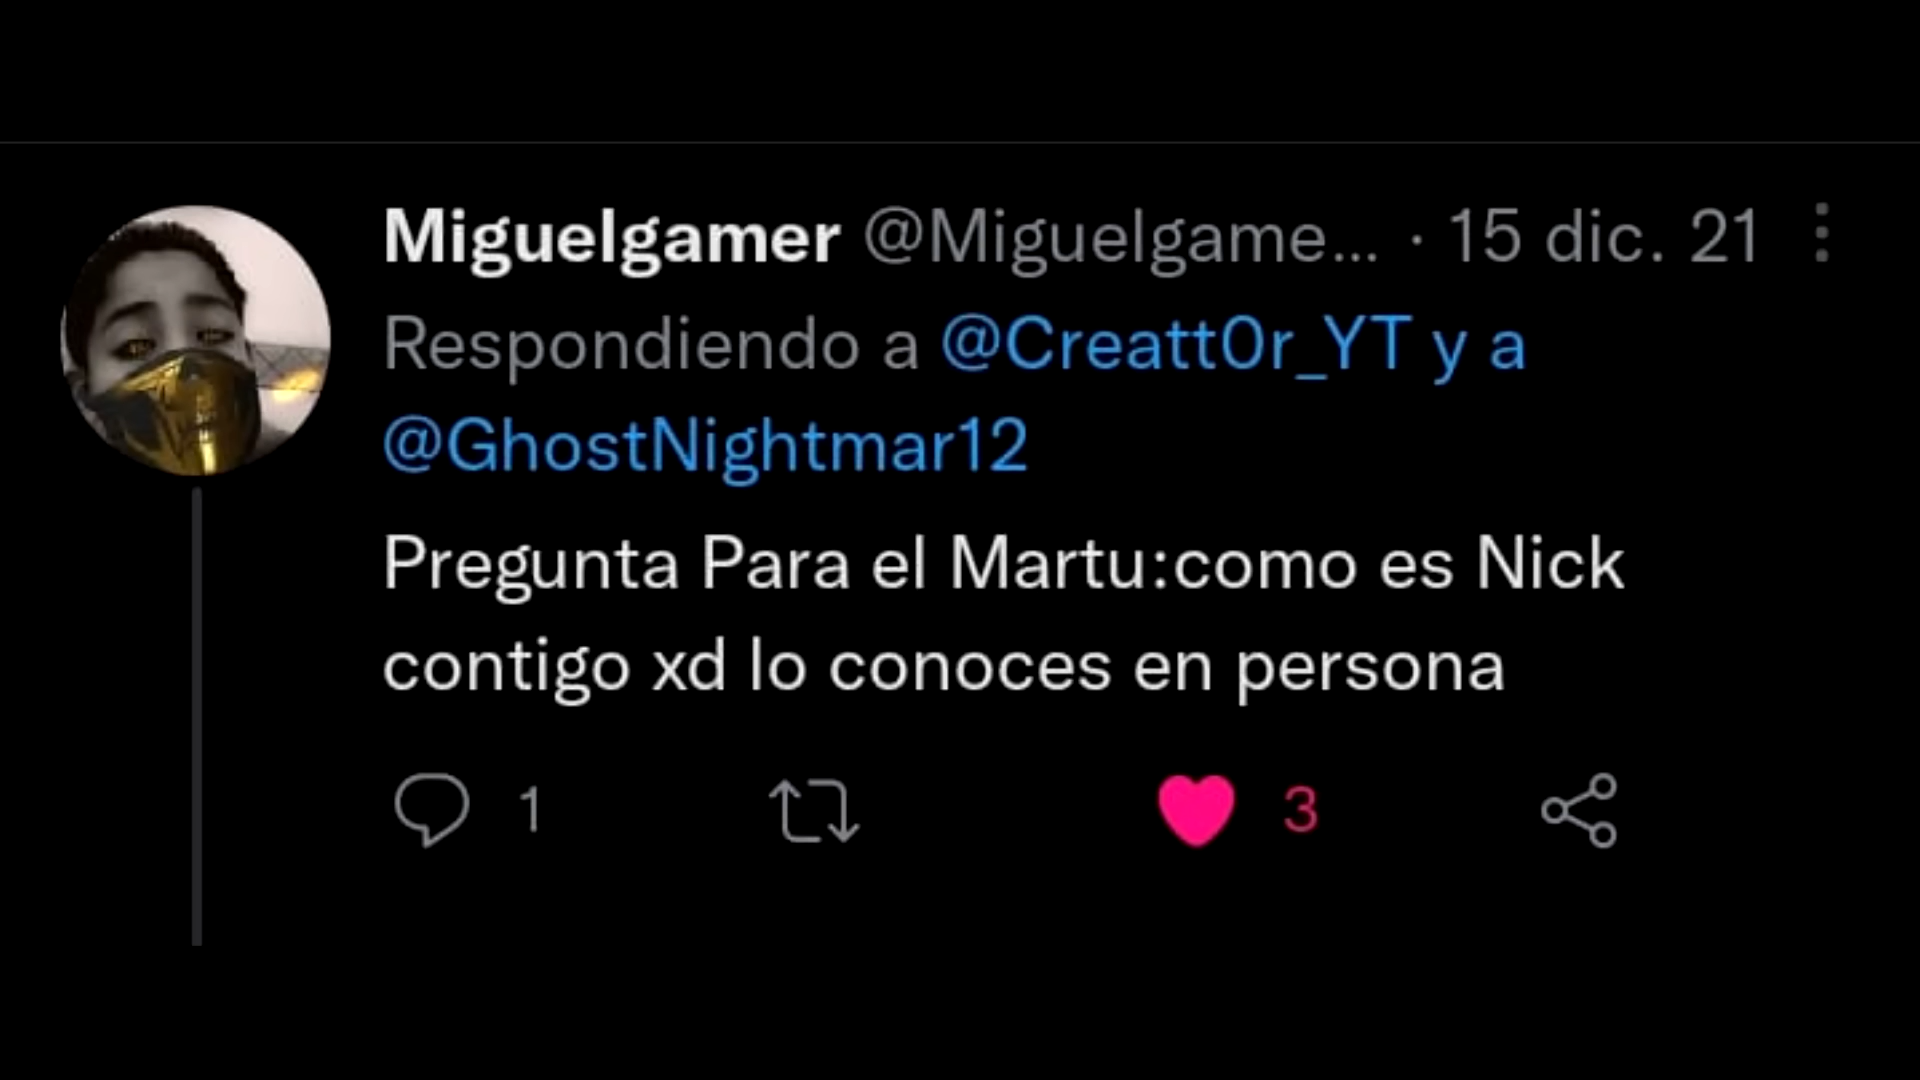 Miguelgamer @Miguelgame... · 15 dic. 21
Respondiendo a @Creatt0r_YT y a
@GhostNightmar12
Pregunta Para el Martu:como es Nick
contigo xd lo conoces en persona
1 3